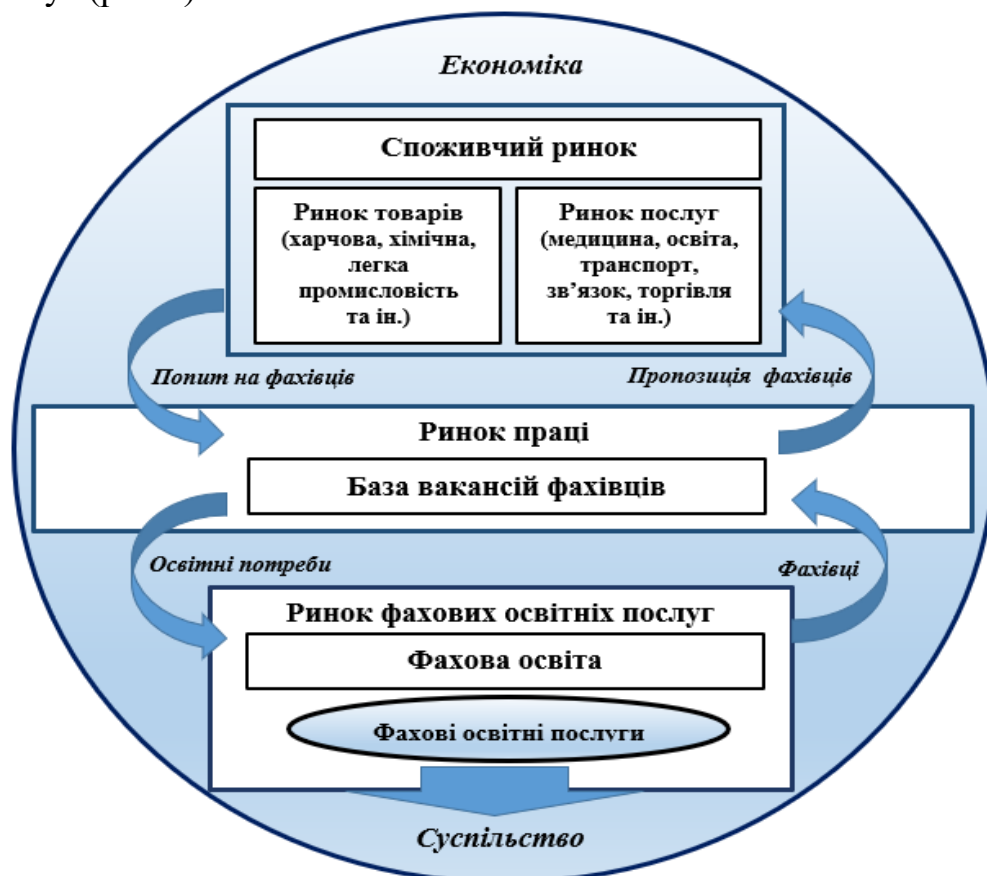 Економіка
Споживчий ринок
Ринок товарів
(харчова, хімічна,
легка
промисловість
та ін.)
Ринок послуг
(медицина, освіта,
транспорт,
зв’язок, торгівля
та ін.)
Попит на фахівців
Пропозиція фахівців
Ринок праці
База вакансій фахівців
Освітні потреби
Фахівці
Ринок фахових освітніх послуг
Фахова освіта
Фахові освітні послуги
Суспільство